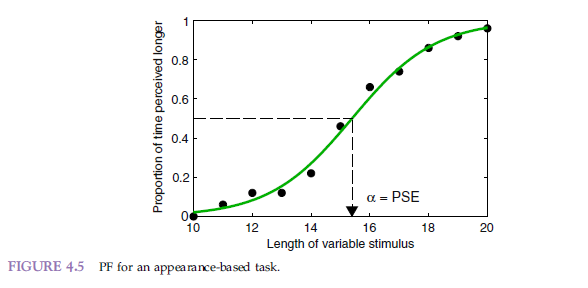 Proportion of time perceived longer
1
0.8
0.6
0.4
0.2
0
α = PSE
10 12 14 16 18 20
Length of variable stimulus
FIGURE 4.5 PF for an appearance-based task.